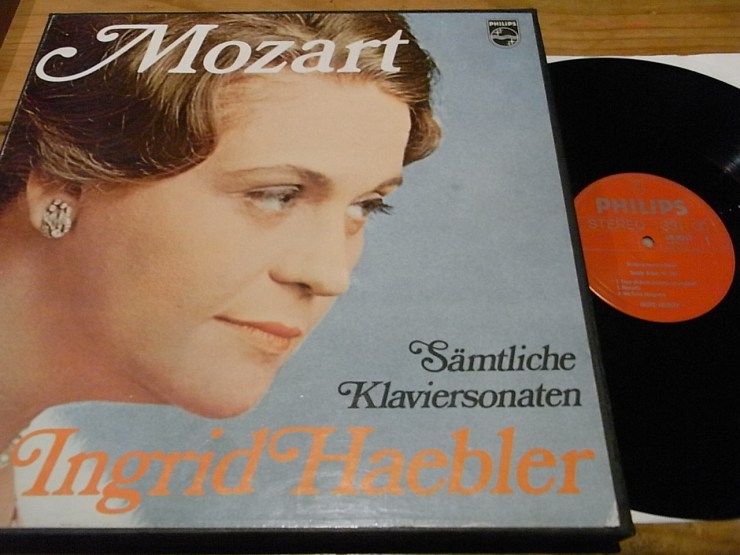 Mozart
PHILIPS
Sämtliche
Klaviersonaten
Ingrid Haebler
PHILIPS
STEREO